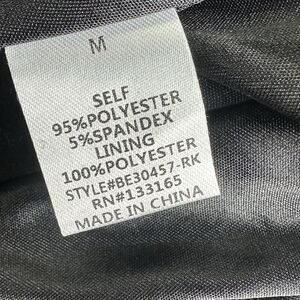 M
SELF
95%POLYESTER
5%SPANDEX
LINING
100%POLYESTER
STYLE#BE30457-RK
RN#133165
MADE IN CHINA